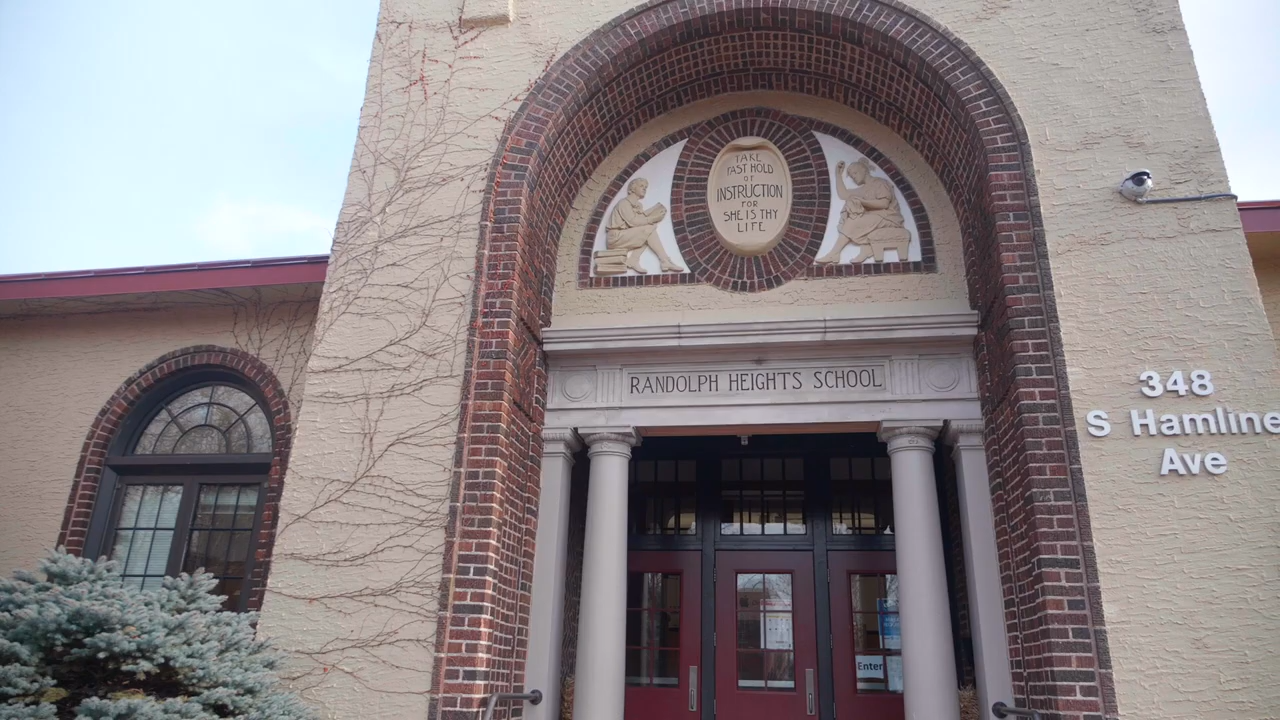 TAKE
FAST HOLD
OF
INSTRUCTION
FOR
SHE IS THY
LIFE
RANDOLPH HEIGHTS SCHOOL
348
S Hamline
Ave
Enter